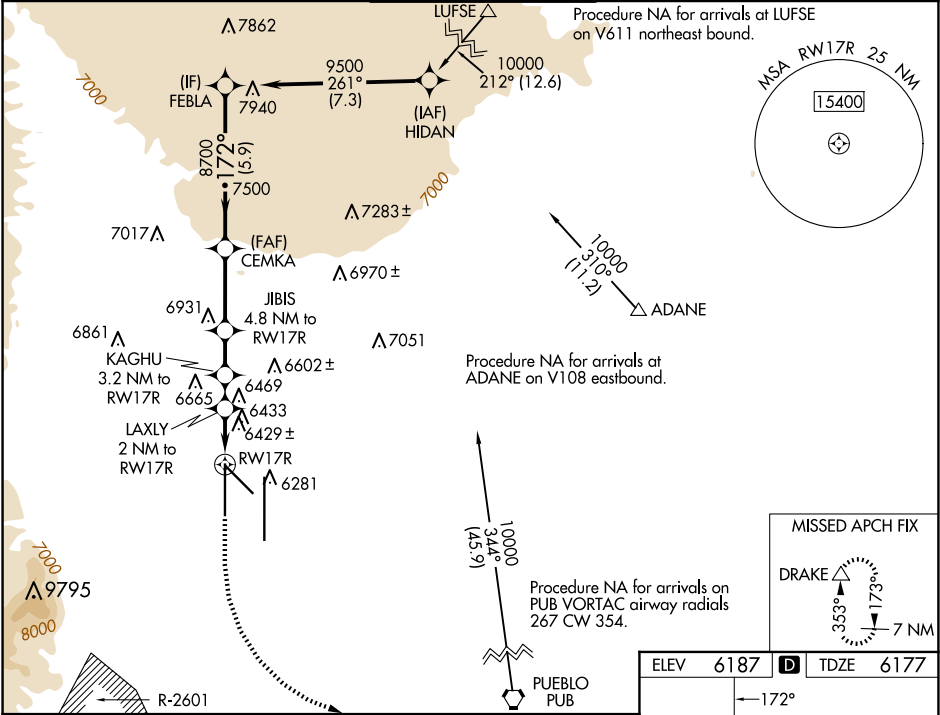 LUFSE
Procedure NA for arrivals at LUFSE
on V611 northeast bound.
7862
10000
212° (12.6)
9500
261°
(7.3)
(IF)
FEBLA
7940
(IAF)
HIDAN
7000
MSA RW17R 25 NM
15400
8700
172°
(5.9)
7500
7000
7283±
7017
(FAF)
CEMKA
6970±
10000
310°
(11.2)
ADANE
6931
JIBIS
4.8 NM to
RW17R
6861
7051
KAGHU
3.2 NM to
RW17R
6602±
Procedure NA for arrivals at
ADANE on V108 eastbound.
6665
6469
6433
6429±
LAXLY
2 NM to
RW17R
RW17R
6281
10000
344°
(45.9)
MISSED APCH FIX
DRAKE
353°
173°
7 NM
7000
9795
8000
Procedure NA for arrivals on
PUB VORTAC airway radials
267 CW 354.
R-2601
PUEBLO
PUB
ELEV 6187 D TDZE 6177
172°